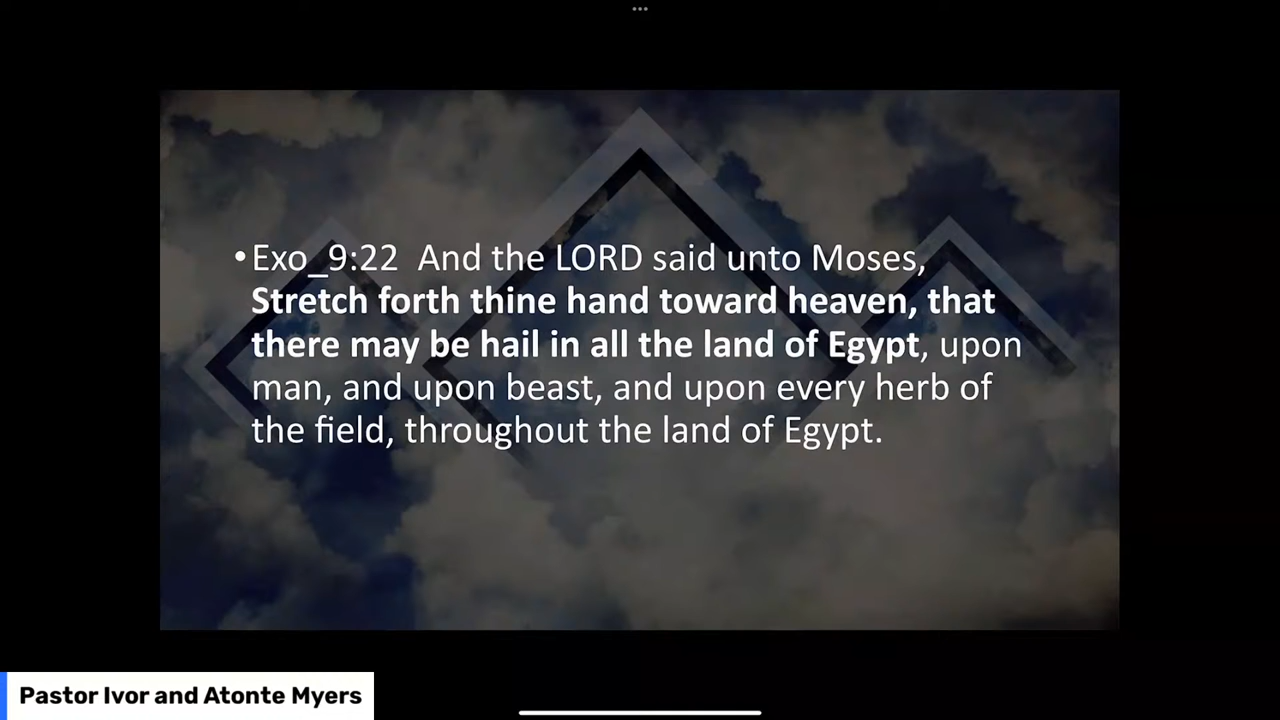 •Exo_9:22  And the LORD said unto Moses,
Stretch forth thine hand toward heaven, that
there may be hail in all the land of Egypt, upon
man, and upon beast, and upon every herb of
the field, throughout the land of Egypt.
Pastor Ivor and Atonte Myers